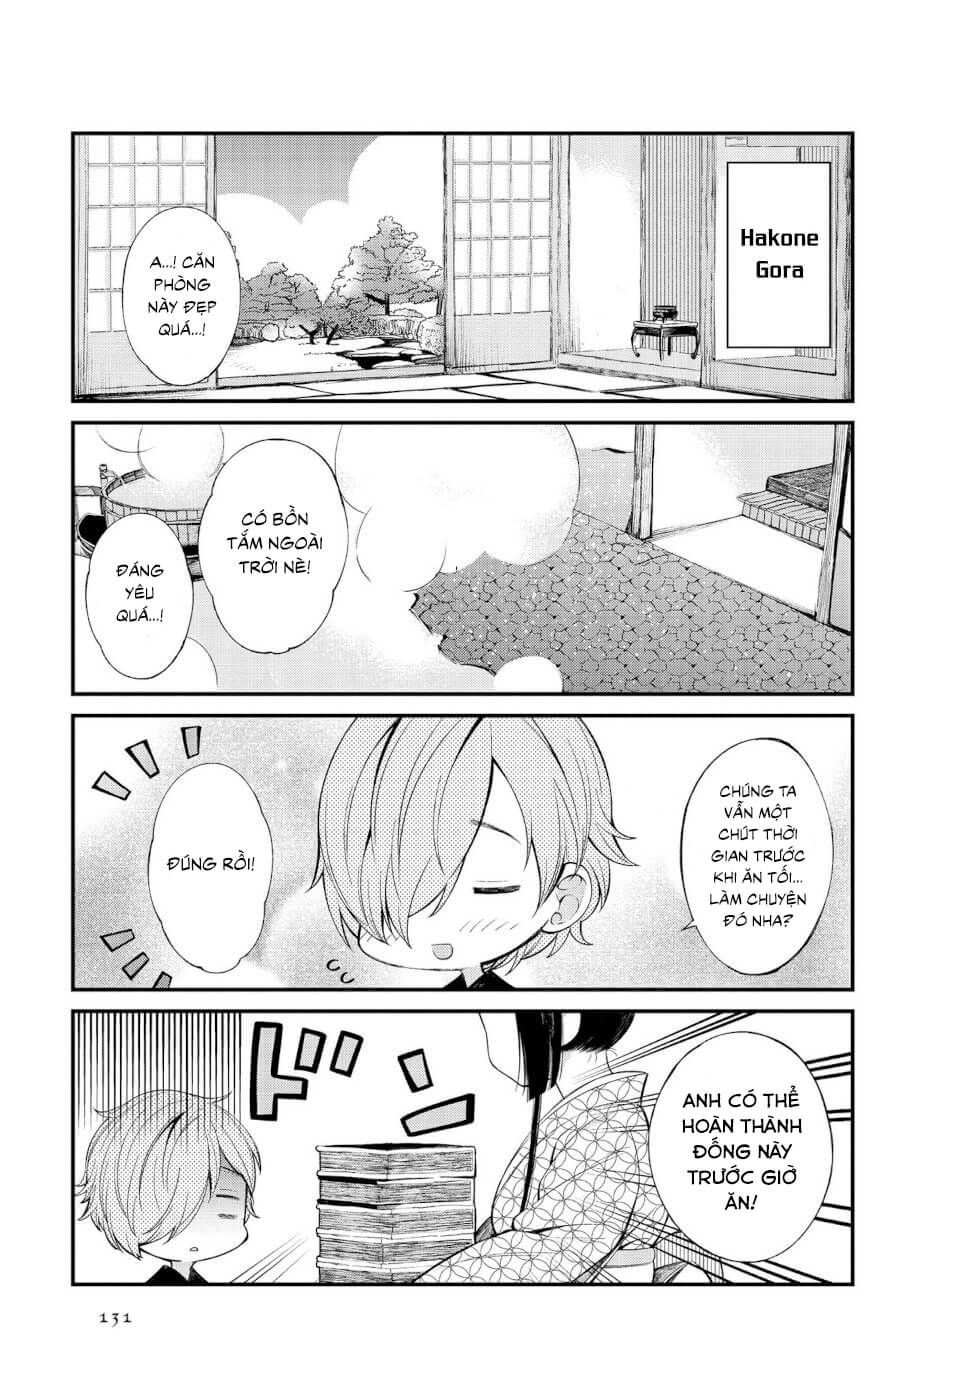 Hakone
Gora
A...! CĂN
PHÒNG
NÀY ĐẸP
QUÁ...!
CÓ BỒN
TẮM NGOÀI
TRỜI NÈ!
ĐÁNG
YÊU
QUÁ...!
CHÚNG TA
VẪN MỘT
CHÚT THỜI
GIAN TRƯỚC
KHI ĂN TỐI...
LÀM CHUYỆN
ĐÓ NHA?
ĐÚNG RỒI!
ANH CÓ THỂ
HOÀN THÀNH
ĐỐNG NÀY
TRƯỚC GIỜ
ĂN!
ドン
131